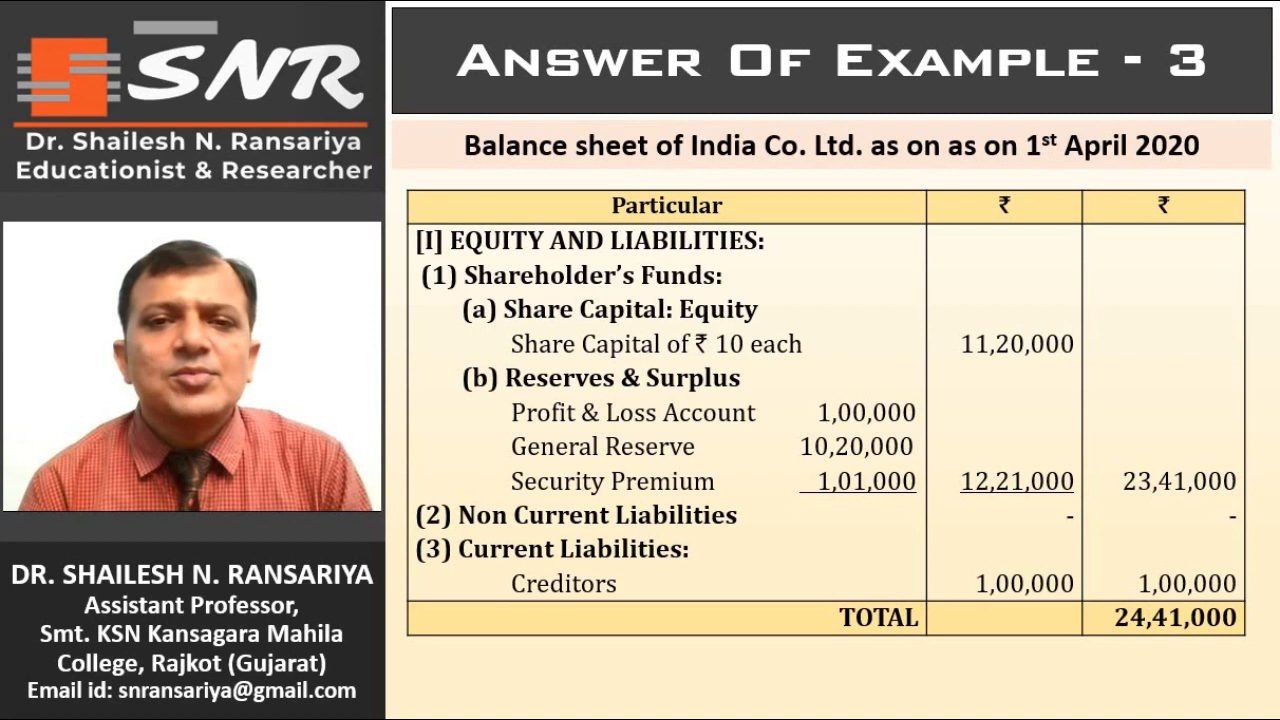 SNR
Dr. Shailesh N. Ransariya
Educationist & Researcher
DR. SHAILESH N. RANSARIYA
Assistant Professor,
Smt. KSN Kansagara Mahila
College, Rajkot (Gujarat)
Email id: snransariya@gmail.com
ANSWER OF EXAMPLE - 3
Balance sheet of India Co. Ltd. as on as on 1st April 2020
Particular ₹ ₹
[I] EQUITY AND LIABILITIES:
(1) Shareholder’s Funds:
(a) Share Capital: Equity
Share Capital of ₹ 10 each 11,20,000
(b) Reserves & Surplus
Profit & Loss Account 1,00,000
General Reserve 10,20,000
Security Premium 1,01,000 12,21,000 23,41,000
(2) Non Current Liabilities - -
(3) Current Liabilities:
Creditors 1,00,000 1,00,000
TOTAL 24,41,000